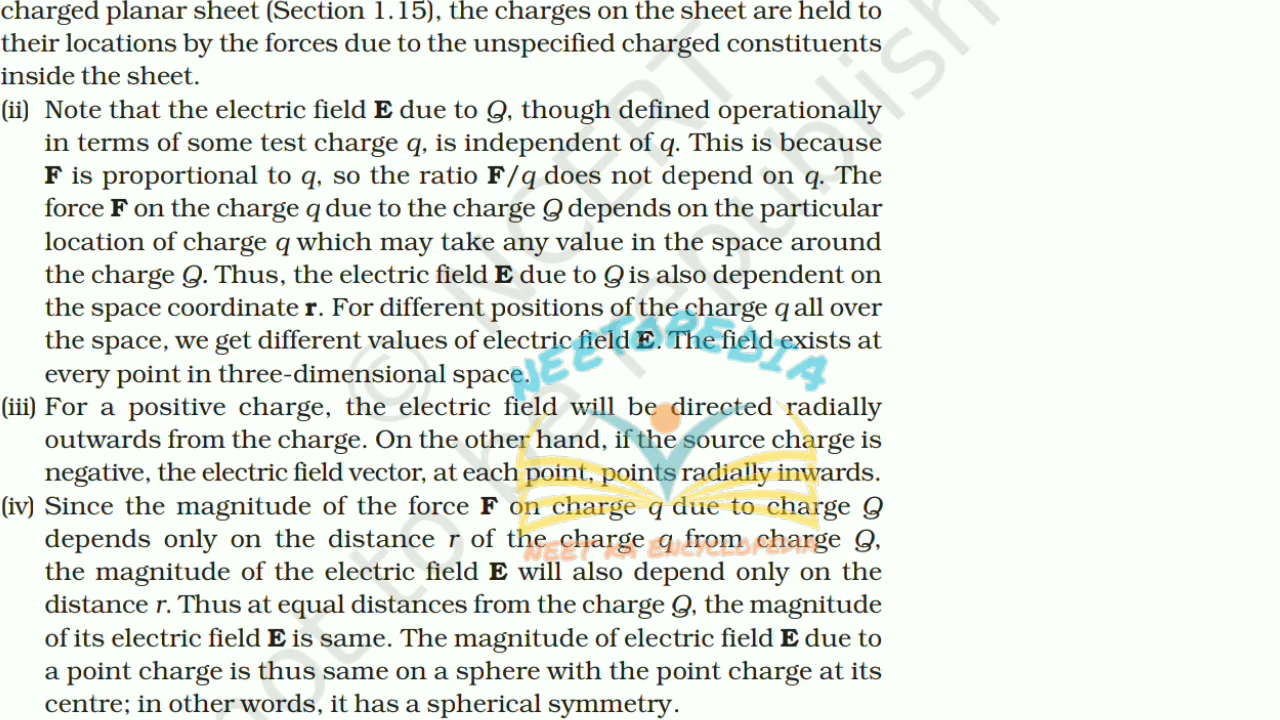 charged planar sheet (Section 1.15), the charges on the sheet are held to
their locations by the forces due to the unspecified charged constituents
inside the sheet.
(ii) Note that the electric field E due to Q, though defined operationally
in terms of some test charge q, is independent of q. This is because
F is proportional to q, so the ratio F/q does not depend on q. The
force F on the charge q due to the charge Q depends on the particular
location of charge q which may take any value in the space around
the charge Q. Thus, the electric field E due to Q is also dependent on
the space coordinate r. For different positions of the charge q all over
the space, we get different values of electric field E. The field exists at
every point in three-dimensional space.
(iii) For a positive charge, the electric field will be directed radially
outwards from the charge. On the other hand, if the source charge is
negative, the electric field vector, at each point, points radially inwards.
(iv) Since the magnitude of the force F on charge q due to charge Q
depends only on the distance r of the charge q from charge Q,
the magnitude of the electric field E will also depend only on the
distance r. Thus at equal distances from the charge Q, the magnitude
of its electric field E is same. The magnitude of electric field E due to
a point charge is thus same on a sphere with the point charge at its
centre; in other words, it has a spherical symmetry.
© NCERT
not to be republish
NEETOPEDIA
NEET KA ENCYCLOPEDIA